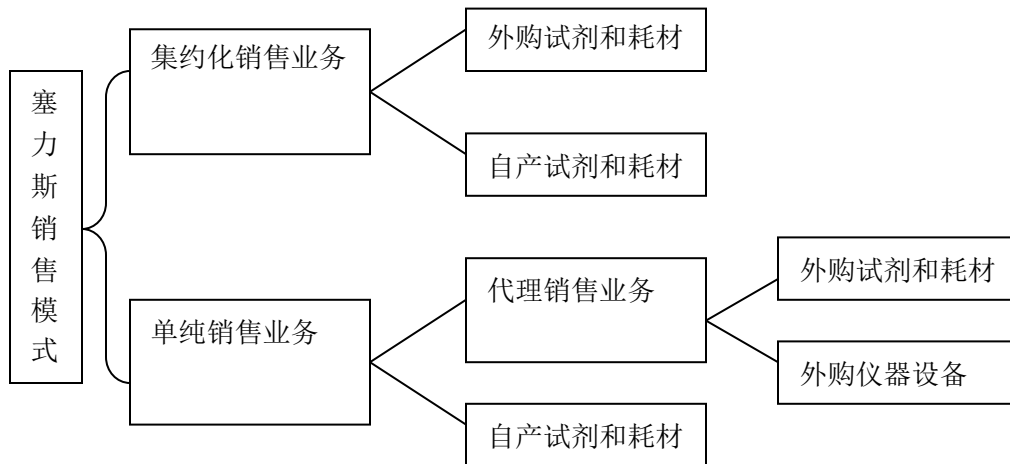 塞力斯销售模式
集约化销售业务
外购试剂和耗材
自产试剂和耗材
单纯销售业务
代理销售业务
外购试剂和耗材
外购仪器设备
自产试剂和耗材